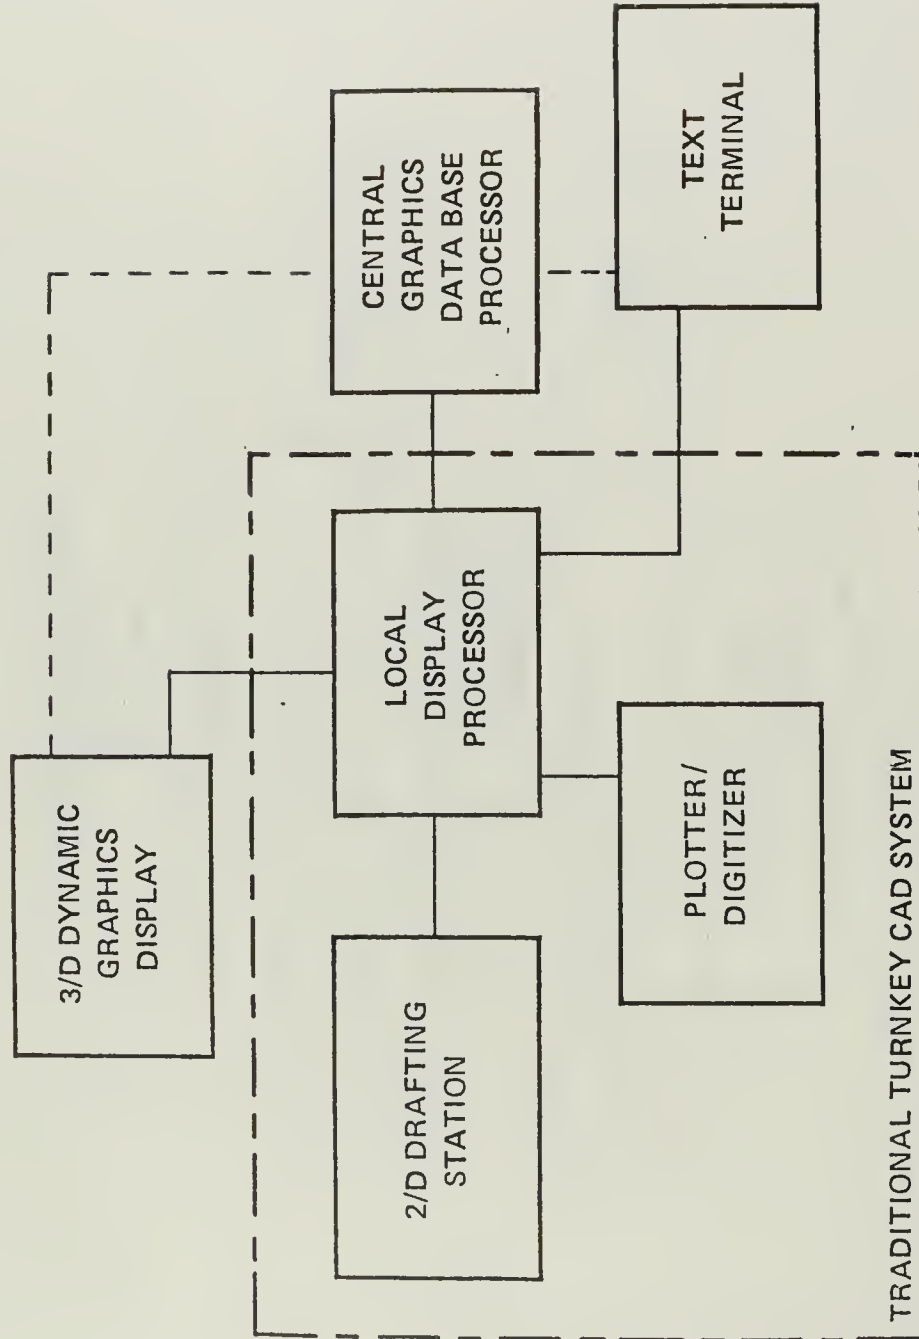 3/D DYNAMIC
GRAPHICS
DISPLAY
CENTRAL
GRAPHICS
DATA BASE
PROCESSOR
TEXT
TERMINAL
LOCAL
DISPLAY
PROCESSOR
2/D DRAFTING
STATION
PLOTTER/
DIGITIZER
TRADITIONAL TURNKEY CAD SYSTEM